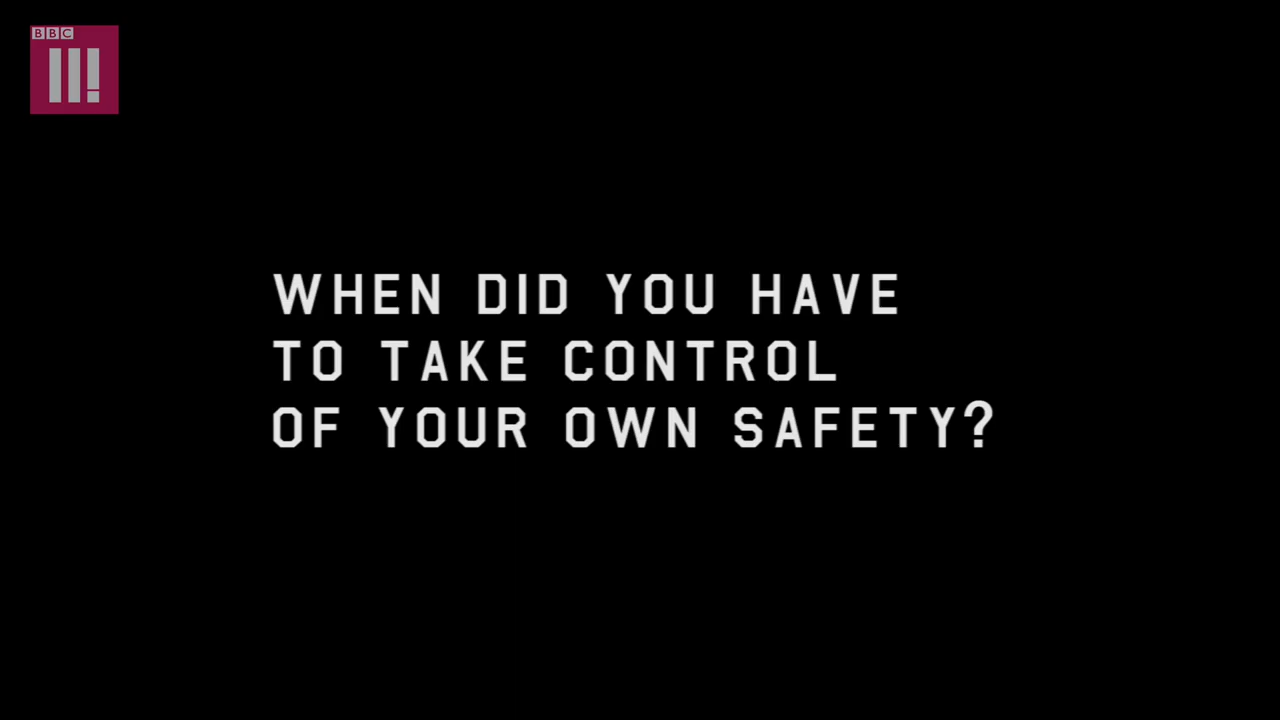 BBC
WHEN DID YOU HAVE
TO TAKE CONTROL
OF YOUR OWN SAFETY?